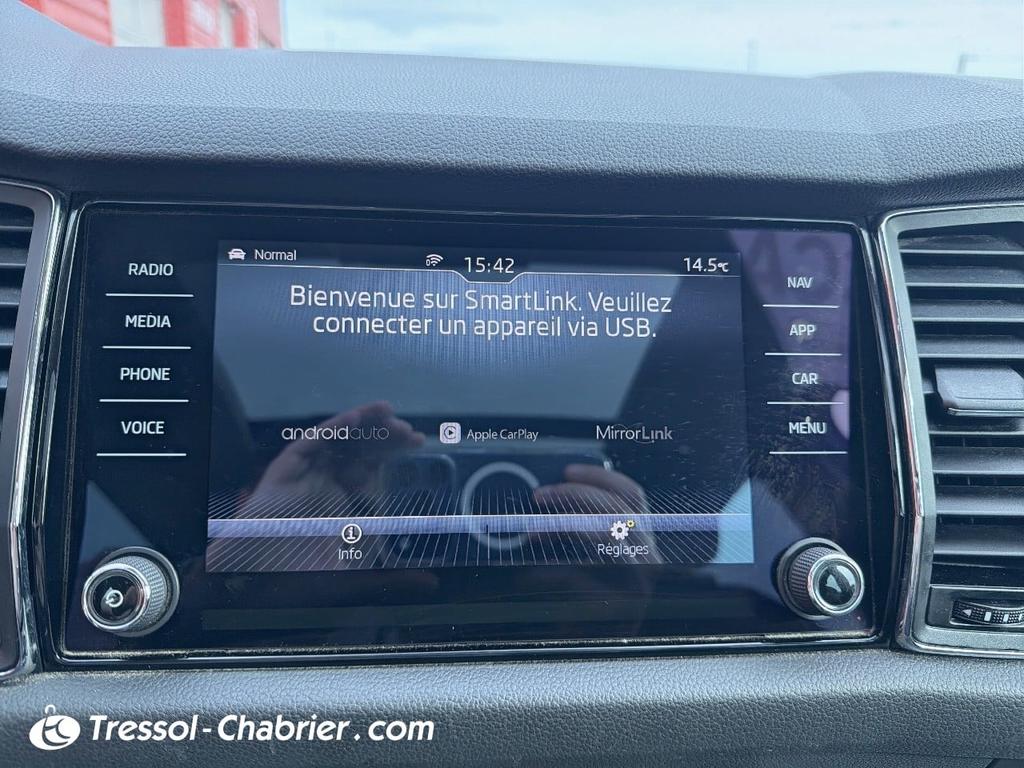 Normal
15:42
14.5°C
RADIO
MEDIA
PHONE
VOICE
Bienvenue sur SmartLink. Veuillez
connecter un appareil via USB.
androidauto
Apple CarPlay
MirrorLink
Info
Réglages
NAV
APP
CAR
MENU
Tressol-Chabrier.com